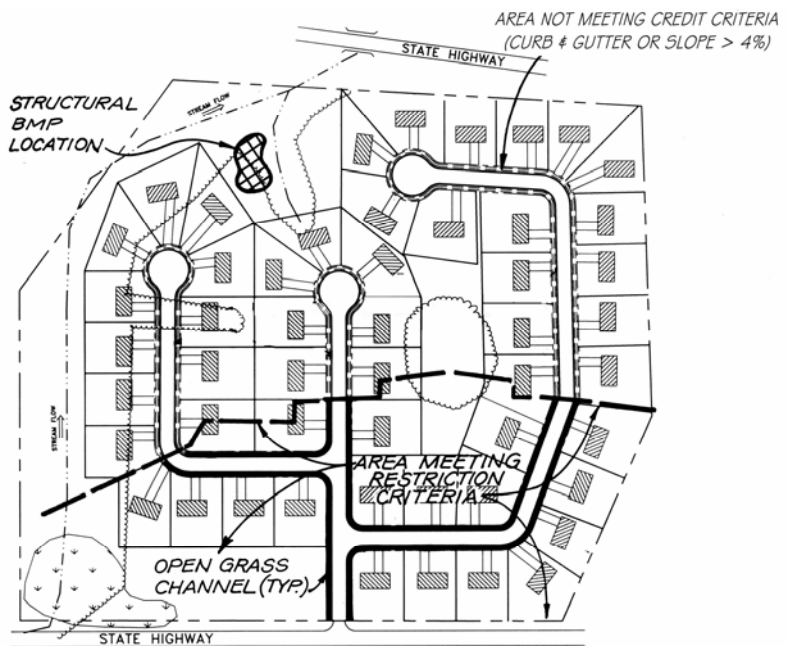 AREA NOT MEETING CREDIT CRITERIA
(CURB & GUTTER OR SLOPE > 4%)
STATE HIGHWAY
STRUCTURAL
BMP
LOCATION
STREAM FLOW
STREAM FLOW
AREA MEETING
RESTRICTION
CRITERIA
OPEN GRASS
CHANNEL (TYP.)
STATE HIGHWAY